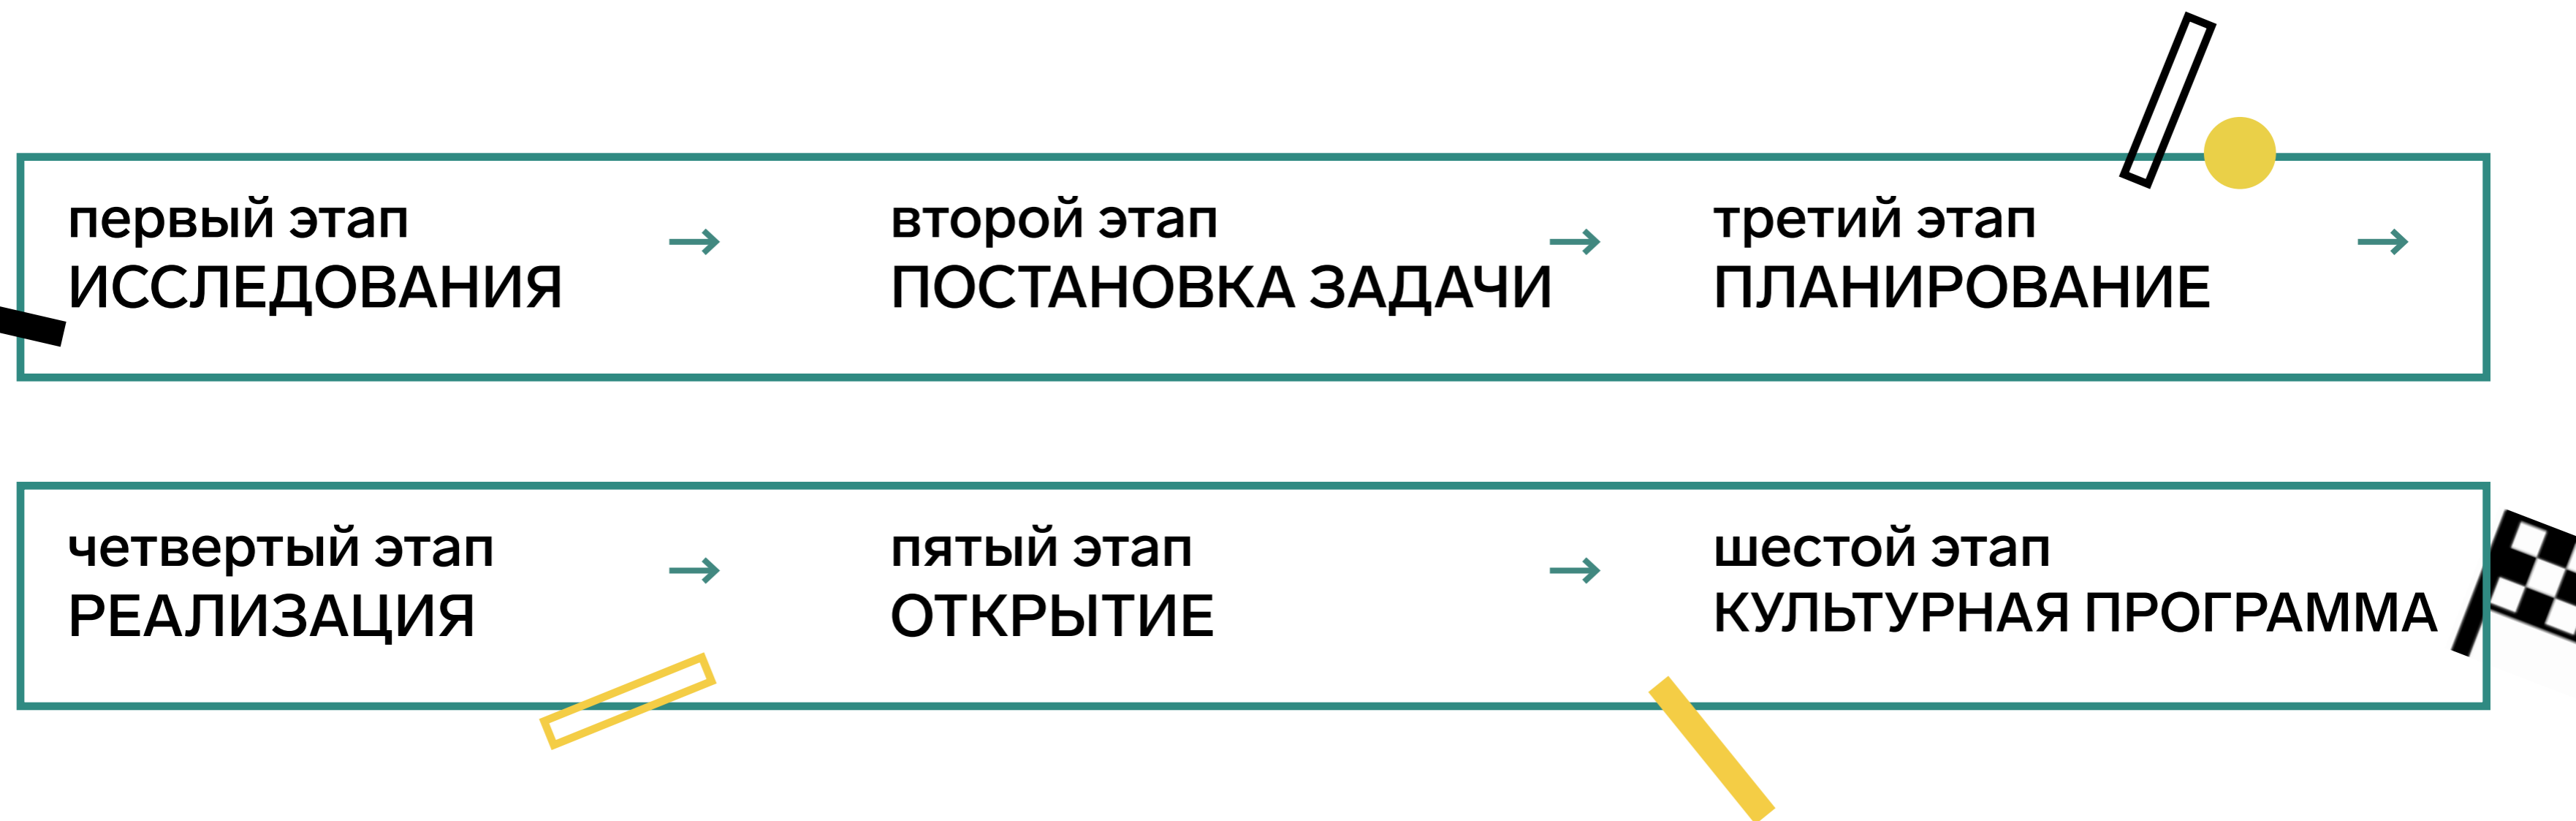 первый этап
ИССЛЕДОВАНИЯ
второй этап
ПОСТАНОВКА ЗАДАЧИ
третий этап
ПЛАНИРОВАНИЕ
четвертый этап
РЕАЛИЗАЦИЯ
пятый этап
ОТКРЫТИЕ
шестой этап
КУЛЬТУРНАЯ ПРОГРАММА